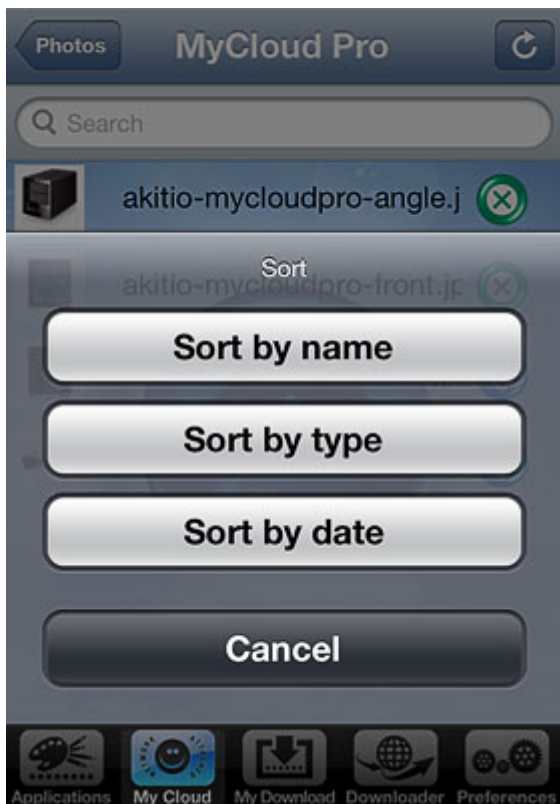 Photos
MyCloud Pro
Search
akitio-mycloudpro-angle.j
Sort
akitio-mycloudpro-front.jp
Sort by name
Sort by type
Sort by date
Cancel
Applications
My Cloud
My Download
Downloader
Preferences